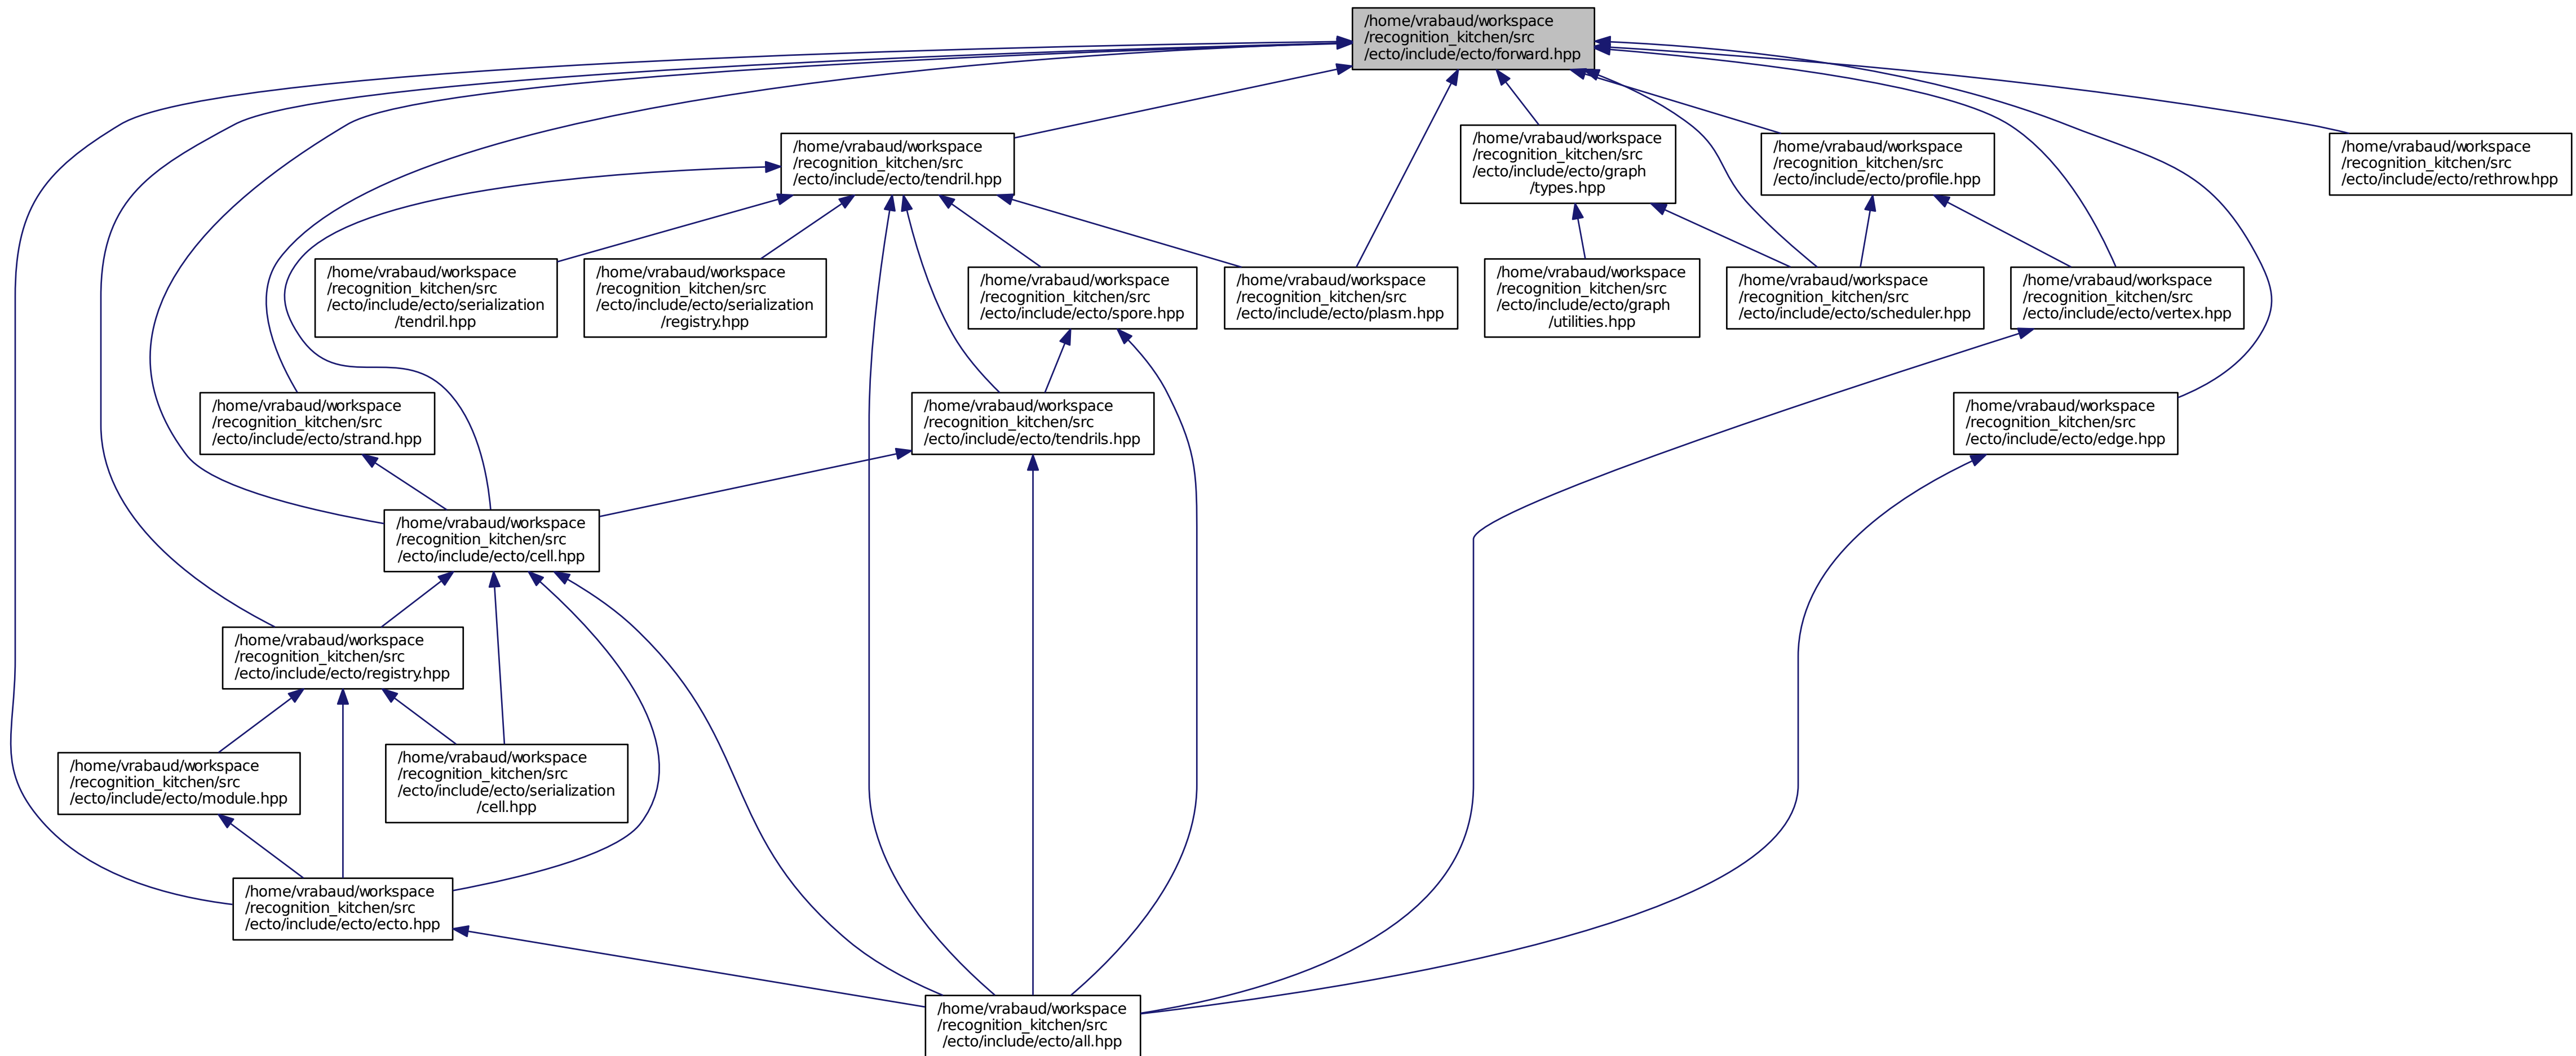 /home/vrabaud/workspace
/recognition_kitchen/src
/ecto/include/ecto/forward.hpp
/home/vrabaud/workspace
/recognition_kitchen/src
/ecto/include/ecto/tendril.hpp
/home/vrabaud/workspace
/recognition_kitchen/src
/ecto/include/ecto/graph
/types.hpp
/home/vrabaud/workspace
/recognition_kitchen/src
/ecto/include/ecto/profile.hpp
/home/vrabaud/workspace
/recognition_kitchen/src
/ecto/include/ecto/rethrow.hpp
/home/vrabaud/workspace
/recognition_kitchen/src
/ecto/include/ecto/serialization
/tendril.hpp
/home/vrabaud/workspace
/recognition_kitchen/src
/ecto/include/ecto/serialization
/registry.hpp
/home/vrabaud/workspace
/recognition_kitchen/src
/ecto/include/ecto/spore.hpp
/home/vrabaud/workspace
/recognition_kitchen/src
/ecto/include/ecto/plasm.hpp
/home/vrabaud/workspace
/recognition_kitchen/src
/ecto/include/ecto/graph
/utilities.hpp
/home/vrabaud/workspace
/recognition_kitchen/src
/ecto/include/ecto/scheduler.hpp
/home/vrabaud/workspace
/recognition_kitchen/src
/ecto/include/ecto/vertex.hpp
/home/vrabaud/workspace
/recognition_kitchen/src
/ecto/include/ecto/strand.hpp
/home/vrabaud/workspace
/recognition_kitchen/src
/ecto/include/ecto/tendrils.hpp
/home/vrabaud/workspace
/recognition_kitchen/src
/ecto/include/ecto/edge.hpp
/home/vrabaud/workspace
/recognition_kitchen/src
/ecto/include/ecto/cell.hpp
/home/vrabaud/workspace
/recognition_kitchen/src
/ecto/include/ecto/registry.hpp
/home/vrabaud/workspace
/recognition_kitchen/src
/ecto/include/ecto/module.hpp
/home/vrabaud/workspace
/recognition_kitchen/src
/ecto/include/ecto/serialization
/cell.hpp
/home/vrabaud/workspace
/recognition_kitchen/src
/ecto/include/ecto/ecto.hpp
/home/vrabaud/workspace
/recognition_kitchen/src
/ecto/include/ecto/all.hpp